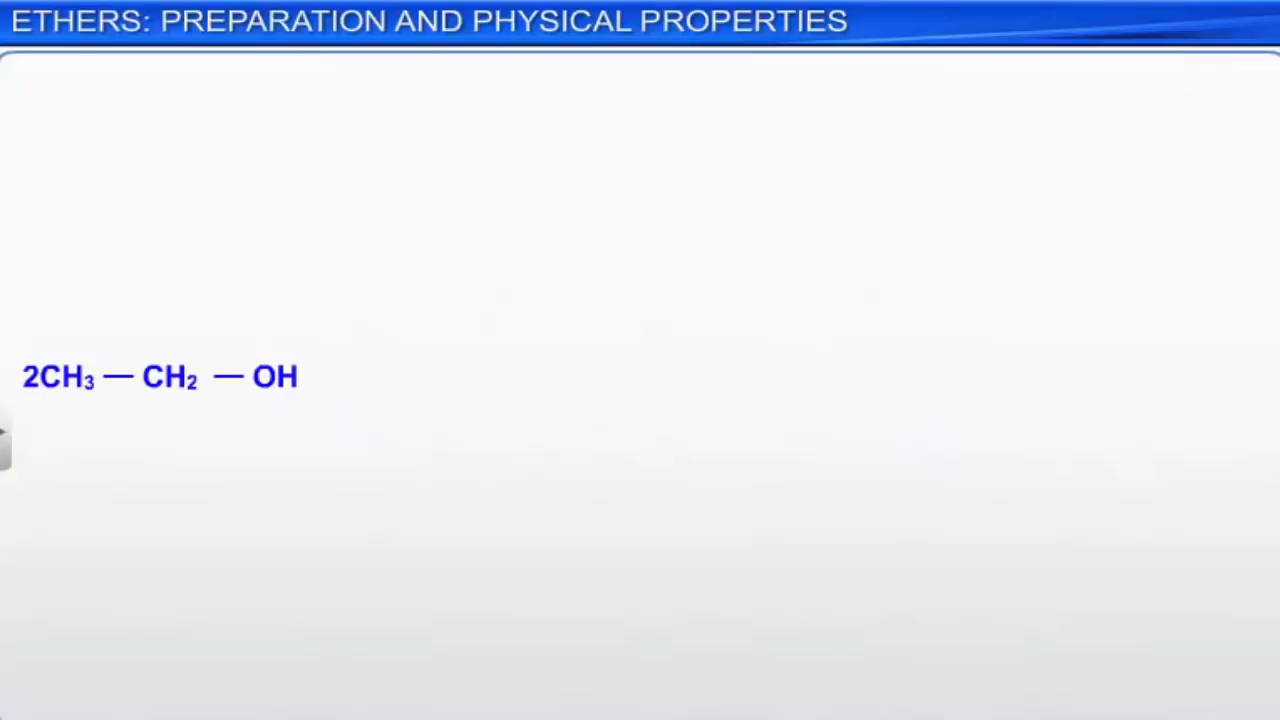 ETHERS: PREPARATION AND PHYSICAL PROPERTIES
2CH₃ — CH₂ — OH